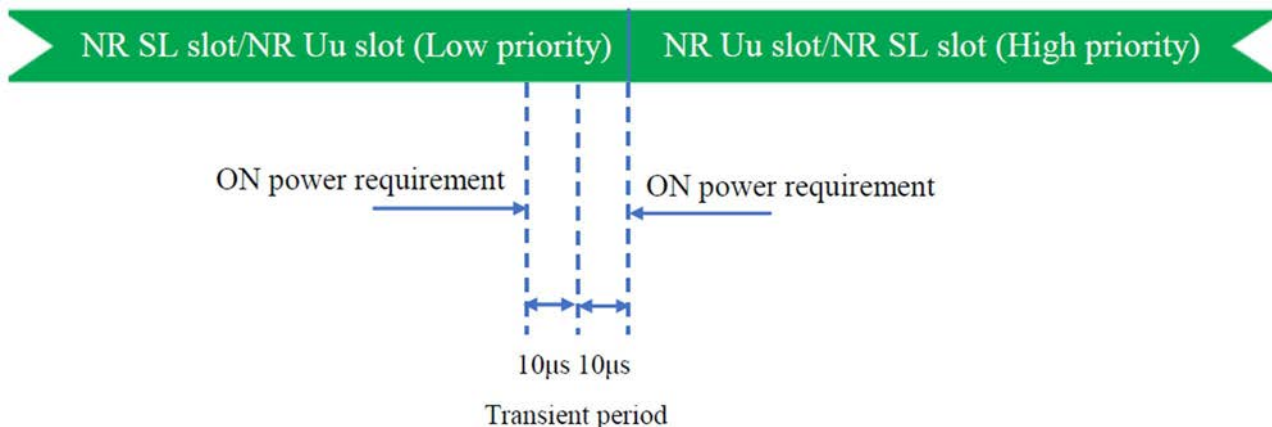 NR SL slot/NR Uu slot (Low priority) NR Uu slot/NR SL slot (High priority)
ON power requirement ON power requirement
10μs 10μs
Transient period